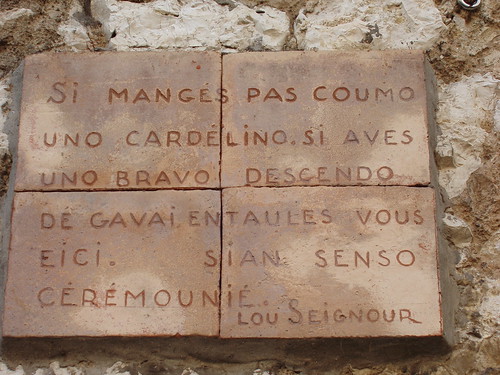 SI MANGES PAS COUMO
UNO CARDELINO. SI AVES
UNO BRAVO DESCENDO
DE GAVAI ENTAULES VOUS
EICI. SIAN SENSO
CÉRÉMOUNIÉ.
LOU SEIGNOUR